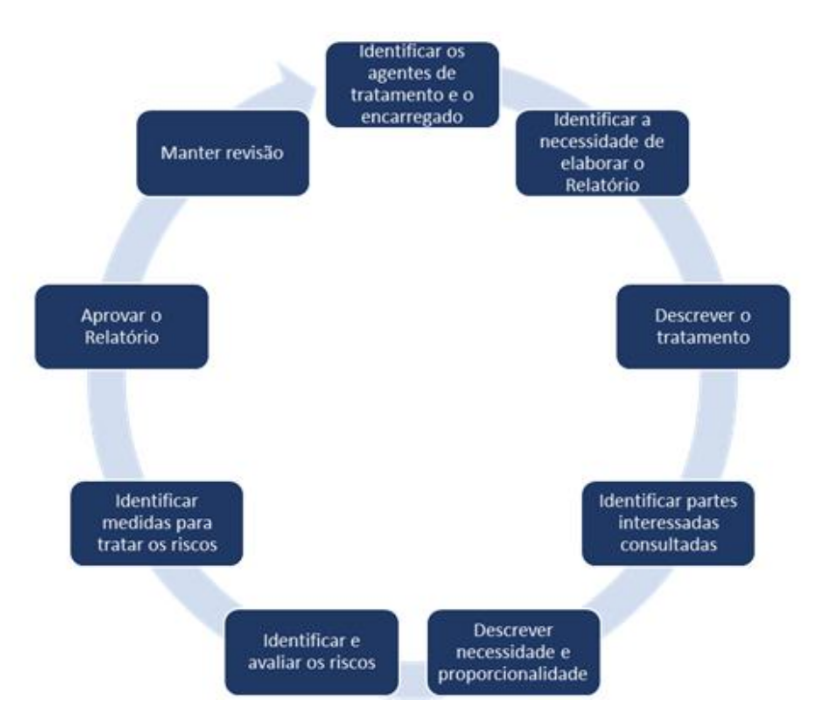 Identificar os
agentes de
tratamento e o
encarregado
Identificar a
necessidade de
elaborar o
Relatório
Descrever o
tratamento
Identificar partes
interessadas
consultadas
Descrever
necessidade e
proporcionalidade
Identificar e
avaliar os riscos
Identificar
medidas para
tratar os riscos
Aprovar o
Relatório
Manter revisão